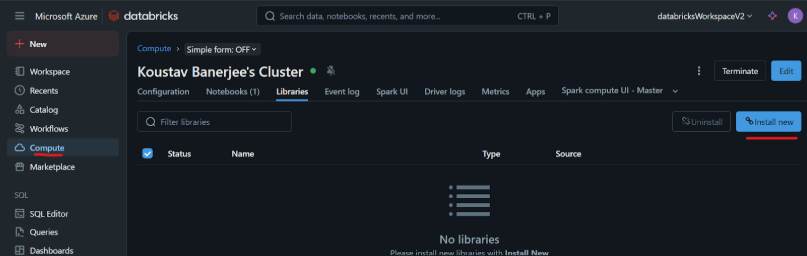 Microsoft Azure databricks
Search data, notebooks, recents, and more...
CTRL + P
databricksWorkspaceV2
K
New
Workspace
Recents
Catalog
Workflows
Compute
Marketplace
SQL
SQL Editor
Queries
Dashboards
Compute
Simple form: OFF
Koustav Banerjee's Cluster
Terminate
Edit
Configuration
Notebooks (1)
Libraries
Event log
Spark UI
Driver logs
Metrics
Apps
Spark compute UI - Master
Filter libraries
Uninstall
Install new
Status
Name
Type
Source
No libraries
Please install new libraries with Install New